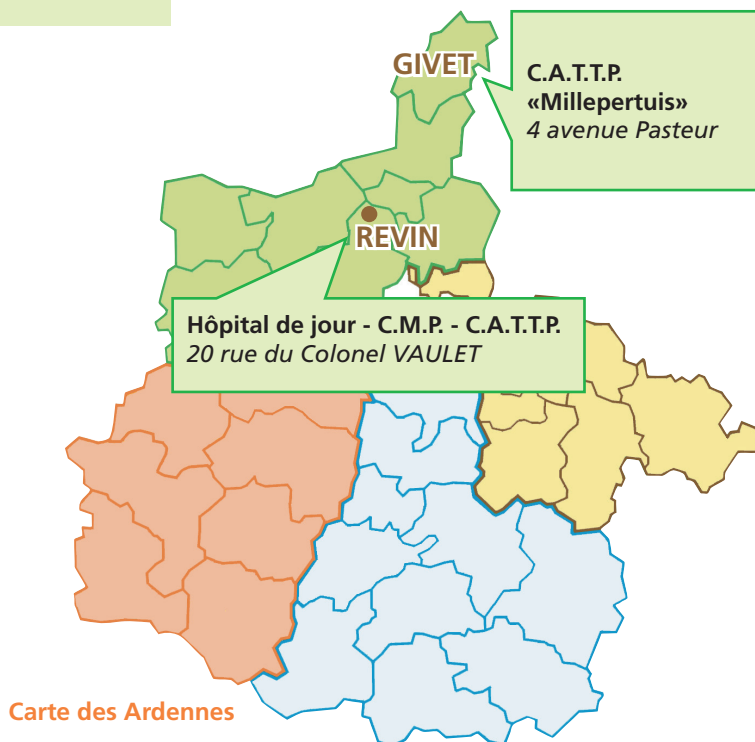 GIVET
C.A.T.T.P.
«Millepertuis»
4 avenue Pasteur
REVIN
Hôpital de jour - C.M.P. - C.A.T.T.P.
20 rue du Colonel VAULET
Carte des Ardennes